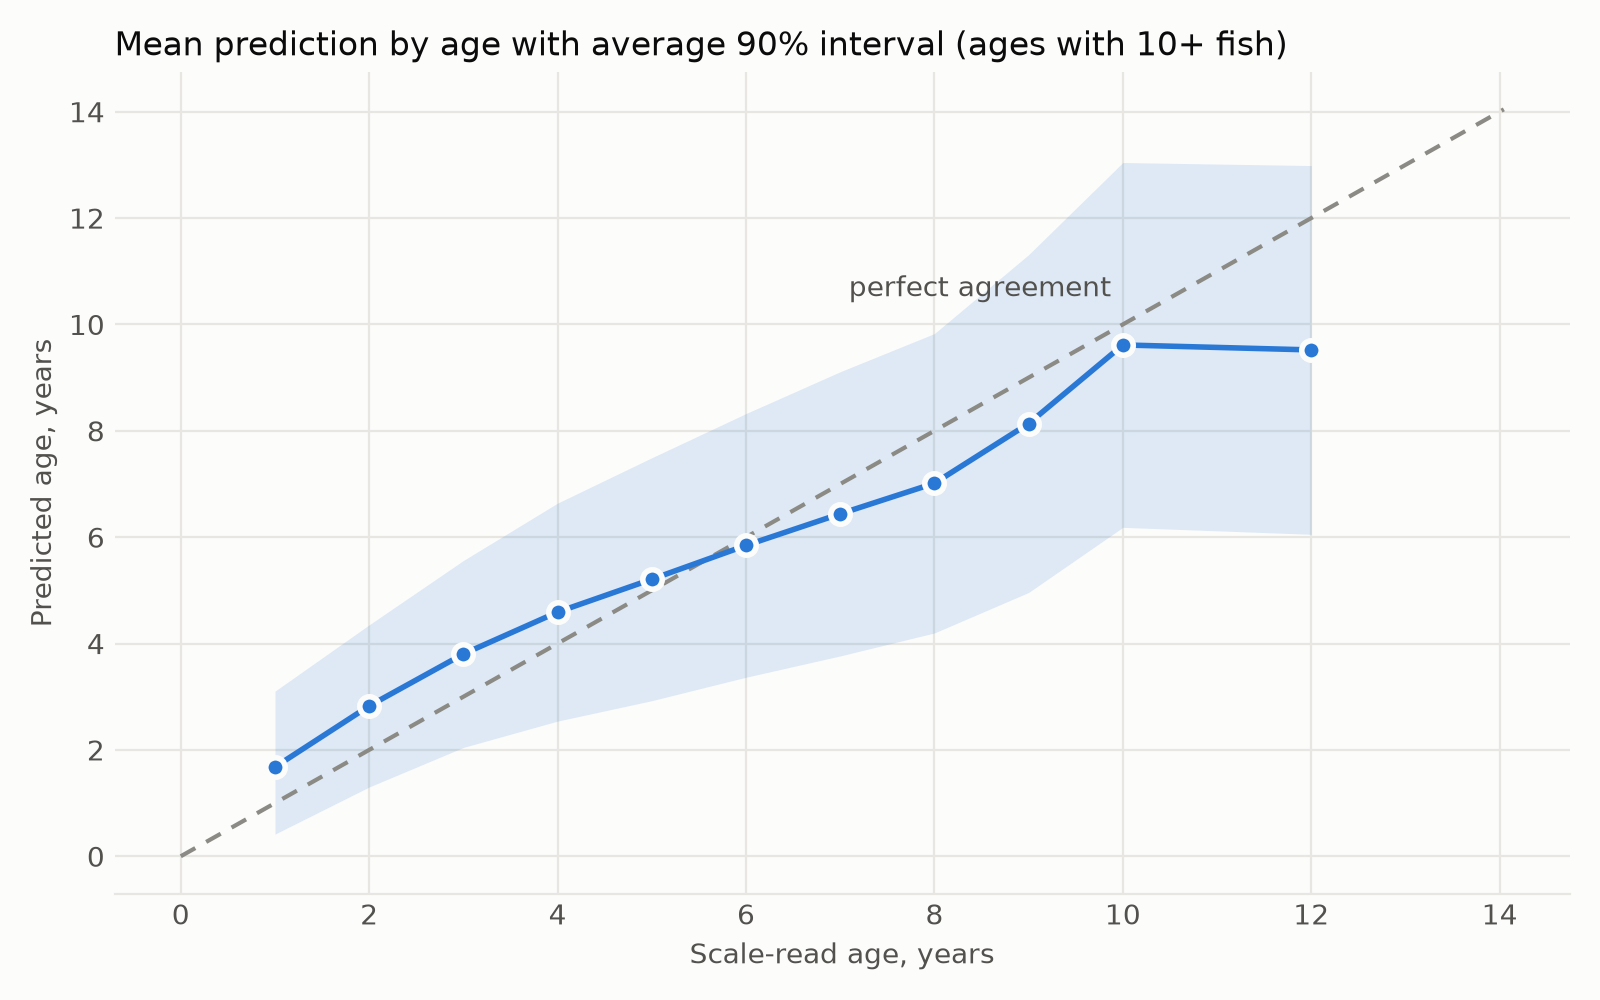 Mean prediction by age with average 90% interval (ages with 10+ fish)
14
12
10
8
6
4
2
0
Predicted age, years
perfect agreement
0 2 4 6 8 10 12 14
Scale-read age, years